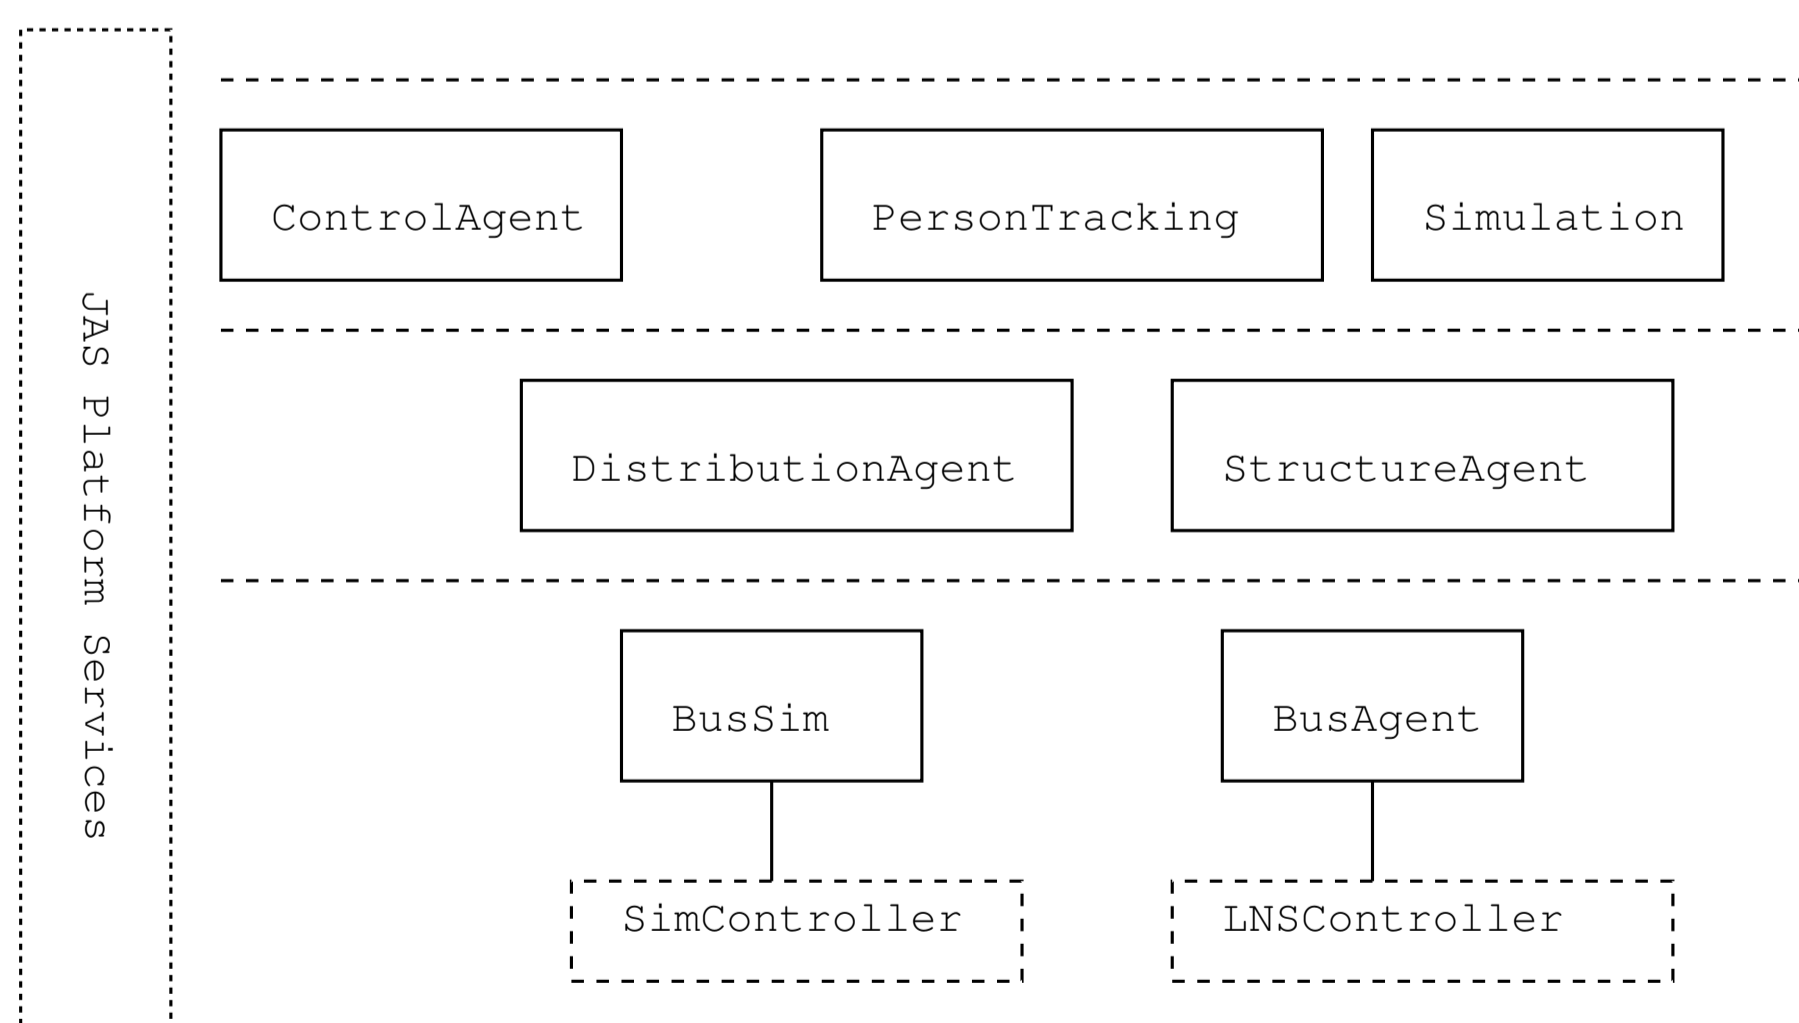 JAS Platform Services
ControlAgent
PersonTracking
Simulation
DistributionAgent
StructureAgent
BusSim
BusAgent
SimController
LNSController